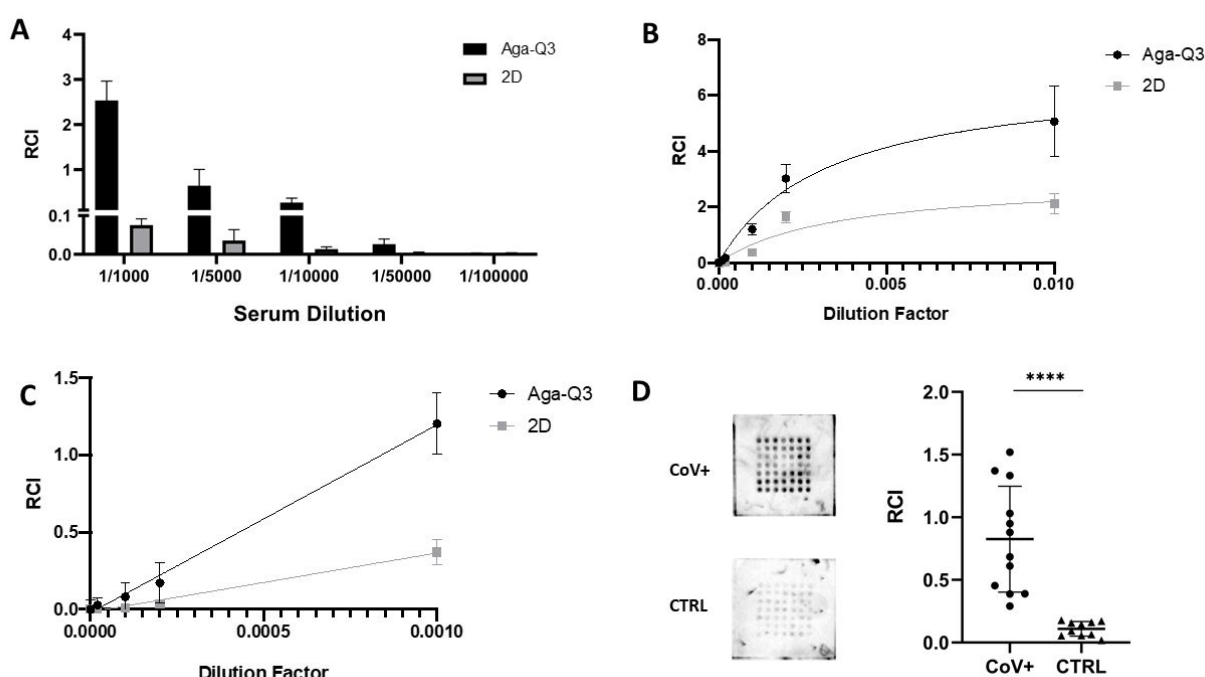 A
4
3
2
1
0.1
0.0
RCI
Aga-Q3
2D
1/1000 1/5000 1/10000 1/50000 1/100000
Serum Dilution
B
8
6
4
2
0
RCI
Aga-Q3
2D
0.000 0.005 0.010
Dilution Factor
C
1.5
1.0
0.5
0.0
RCI
Aga-Q3
2D
0.0000 0.0005 0.0010
Dilution Factor
D
CoV+
CTRL
****
2.0
1.5
1.0
0.5
0.0
RCI
CoV+ CTRL